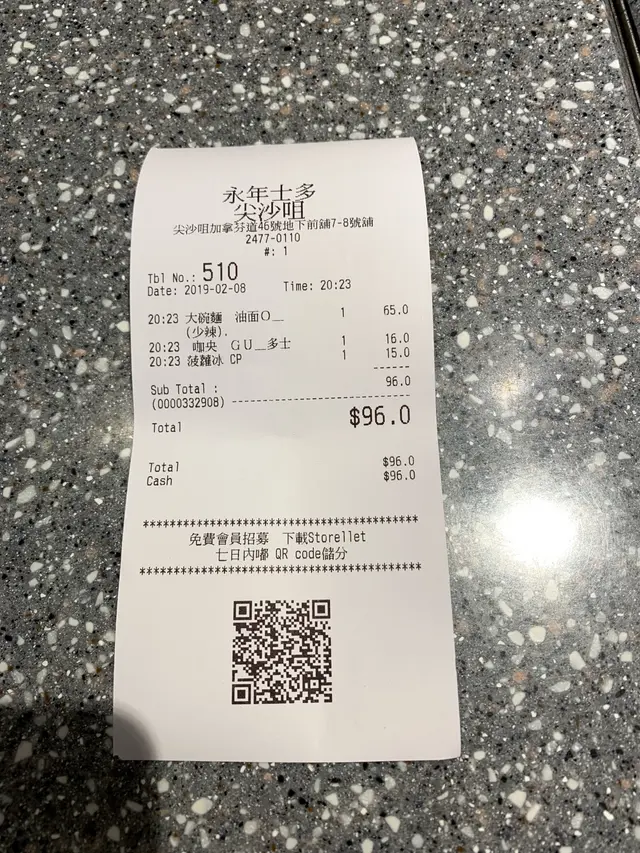 永年士多
尖沙咀
尖沙咀加拿芬道46號地下前舖7-8號舖
2477-0110
#: 1
Tbl No.: 510
Date: 2019-02-08 Time: 20:23
20:23 大碗麵 油面O__ 1 65.0
(少辣).
20:23 咖央 GU__多士 1 16.0
20:23 菠蘿冰 CP 1 15.0
------
Sub Total : 96.0
(0000332908) --------------------------
Total $96.0
Total $96.0
Cash $96.0
****************************************
免費會員招募 下載Storellet
七日內嘟 QR code儲分
****************************************